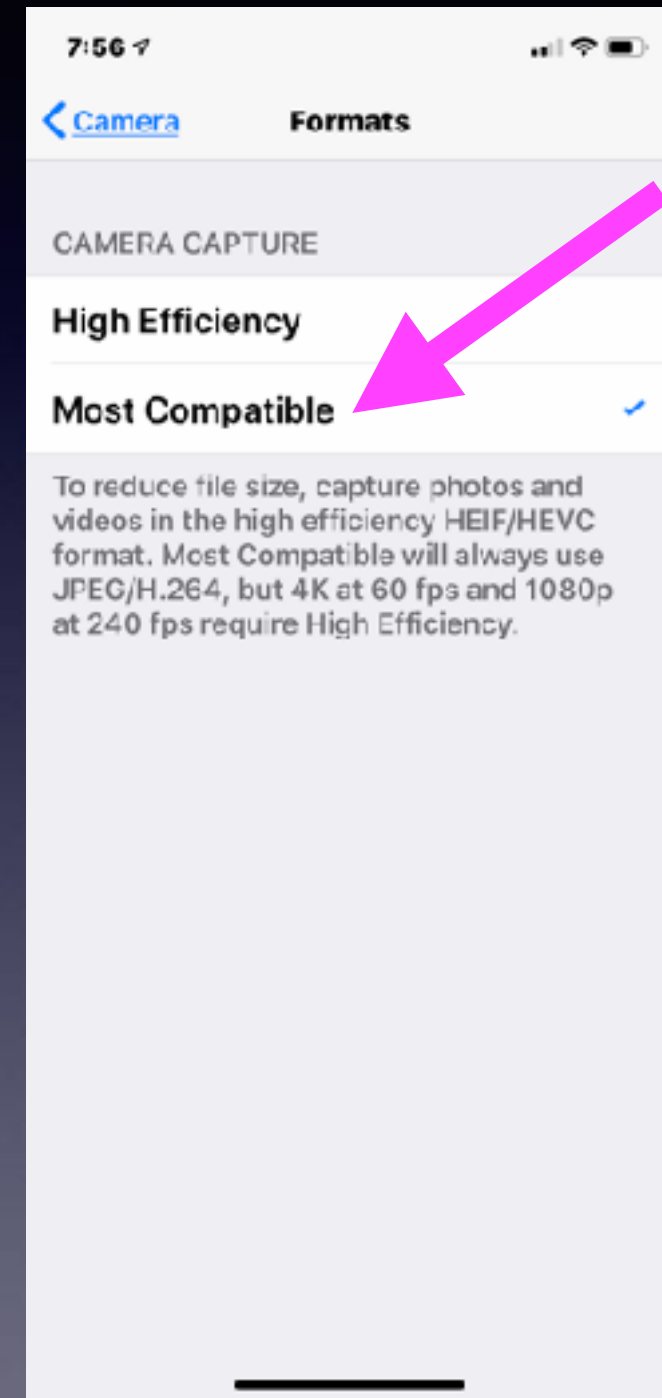 7:56
Camera
Formats
CAMERA CAPTURE
High Efficiency
Most Compatible
To reduce file size, capture photos and
videos in the high efficiency HEIF/HEVC
format. Most Compatible will always use
JPEG/H.264, but 4K at 60 fps and 1080p
at 240 fps require High Efficiency.